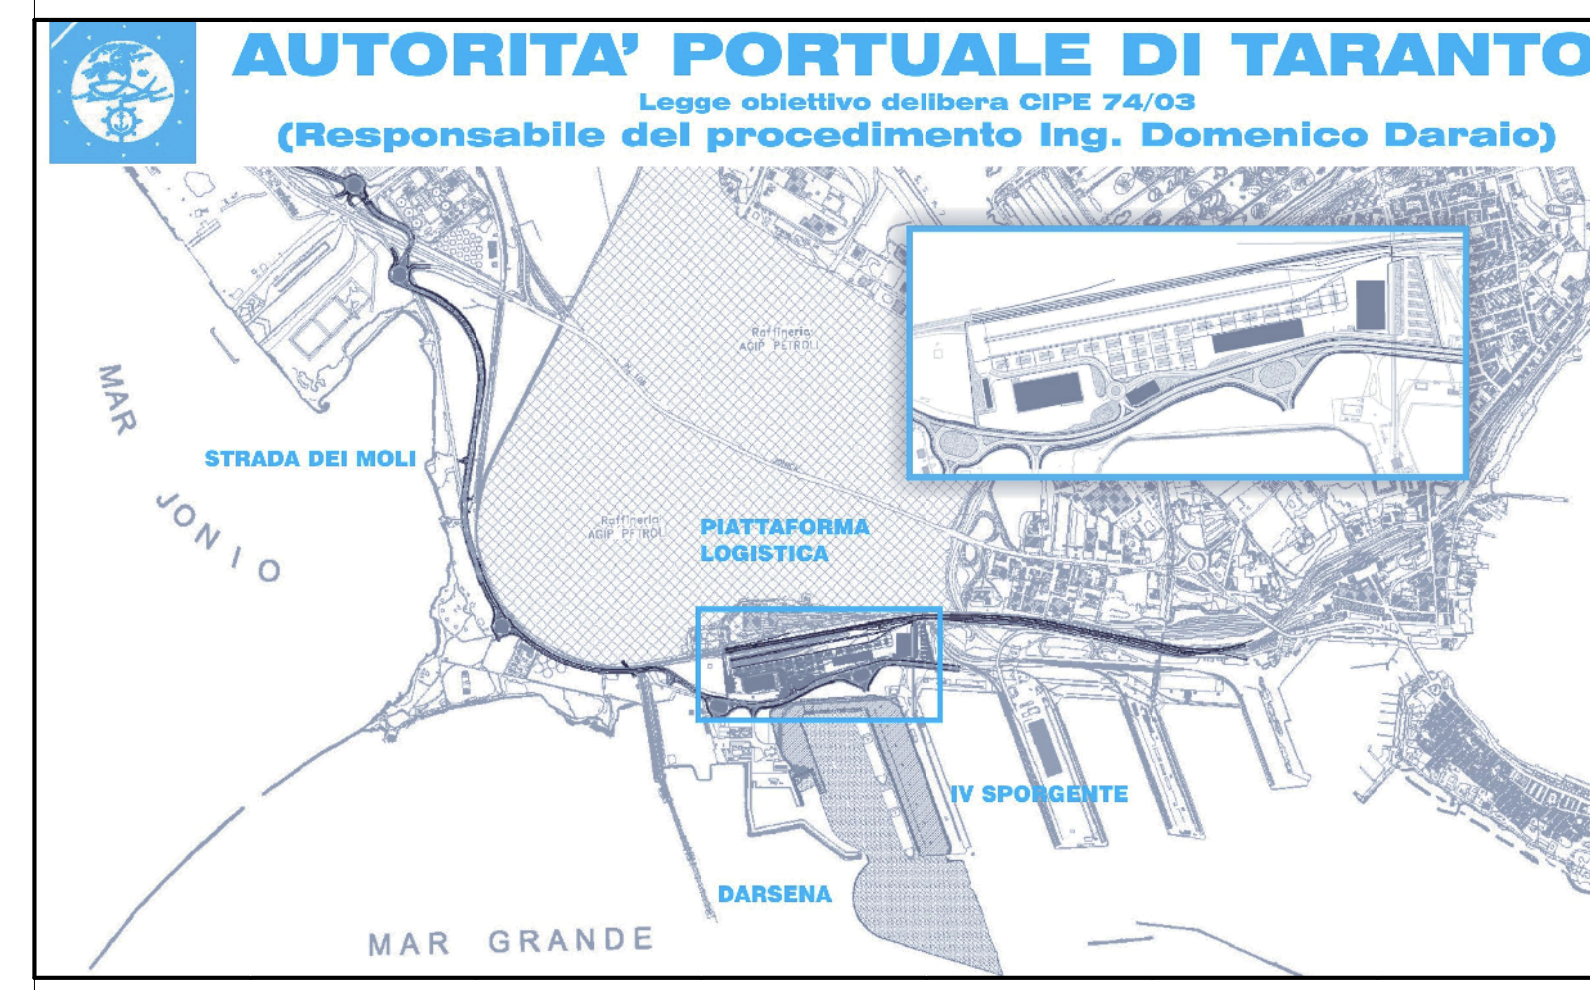 AUTORITA' PORTUALE DI TARANTO
Legge obiettivo delibera CIPE 74/03
(Responsabile del procedimento Ing. Domenico Daraio)
Raffineria
AGIP PETROLI
MAR
JONIO
STRADA DEI MOLI
Raffineria
AGIP PETROLI
PIATTAFORMA
LOGISTICA
IV SPORGENTE
DARSENA
MAR GRANDE